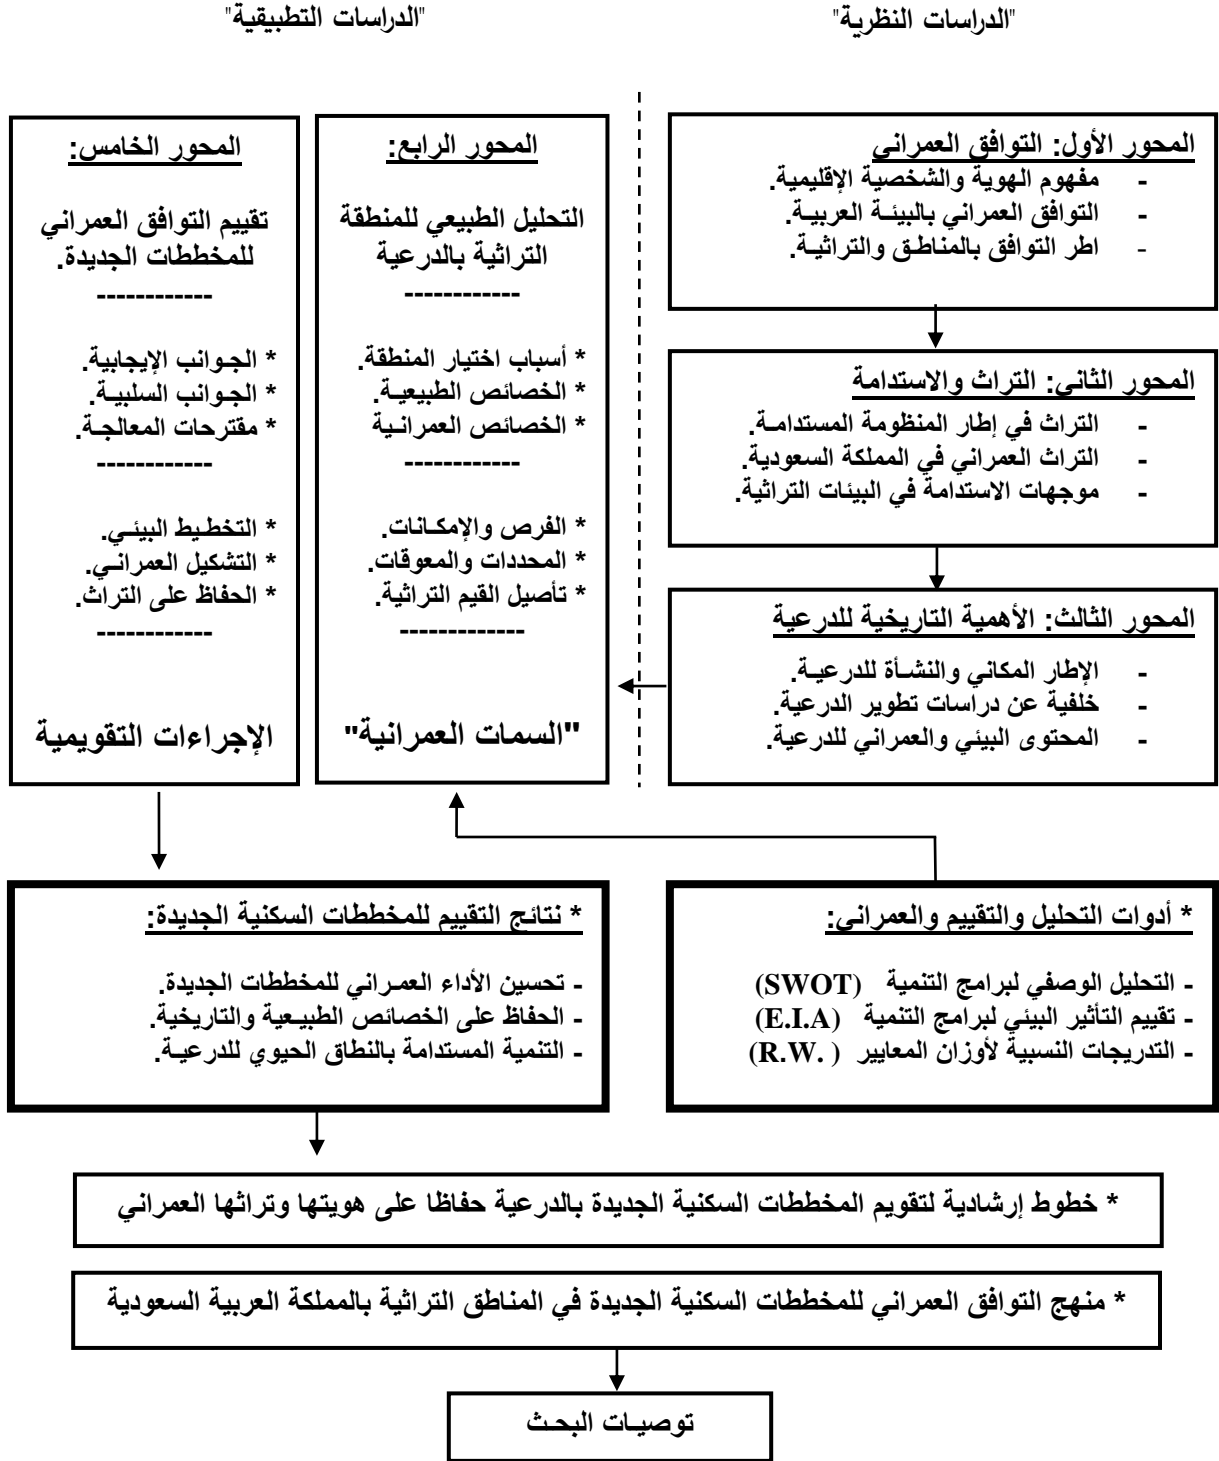 "الدراسات النظرية"
"الدراسات التطبيقية"
المحور الأول: التوافق العمراني
- مفهوم الهوية والشخصية الإقليمية.
- التوافق العمراني بالبيئة العربية.
- اطر التوافق بالمناطق والتراثية.
المحور الثاني: التراث والاستدامة
- التراث في إطار المنظومة المستدامة.
- التراث العمراني في المملكة السعودية.
- موجهات الاستدامة في البيئات التراثية.
المحور الثالث: الأهمية التاريخية للدرعية
- الإطار المكاني والنشأة للدرعية.
- خلفية عن دراسات تطوير الدرعية.
- المحتوى البيئي والعمراني للدرعية.
المحور الرابع:
التحليل الطبيعي للمنطقة
التراثية بالدرعية
------------
* أسباب اختيار المنطقة.
* الخصائص الطبيعية.
* الخصائص العمرانية
------------
* الفرص والإمكانات.
* المحددات والمعوقات.
* تأصيل القيم التراثية.
-------------
"السمات العمرانية"
المحور الخامس:
تقييم التوافق العمراني
للمخططات الجديدة.
------------
* الجوانب الإيجابية.
* الجوانب السلبية.
* مقترحات المعالجة.
------------
* التخطيط البيئي.
* التشكيل العمراني.
* الحفاظ على التراث.
------------
الإجراءات التقويمية
* أدوات التحليل والتقييم والعمراني:
- التحليل الوصفي لبرامج التنمية (SWOT)
- تقييم التأثير البيئي لبرامج التنمية (E.I.A)
- التدريجات النسبية لأوزان المعايير (R.W. )
* نتائج التقييم للمخططات السكنية الجديدة:
- تحسين الأداء العمراني للمخططات الجديدة.
- الحفاظ على الخصائص الطبيعية والتاريخية.
- التنمية المستدامة بالنطاق الحيوي للدرعية.
* خطوط إرشادية لتقويم المخططات السكنية الجديدة بالدرعية حفاظا على هويتها وتراثها العمراني
* منهج التوافق العمراني للمخططات السكنية الجديدة في المناطق التراثية بالمملكة العربية السعودية
توصيات البحث